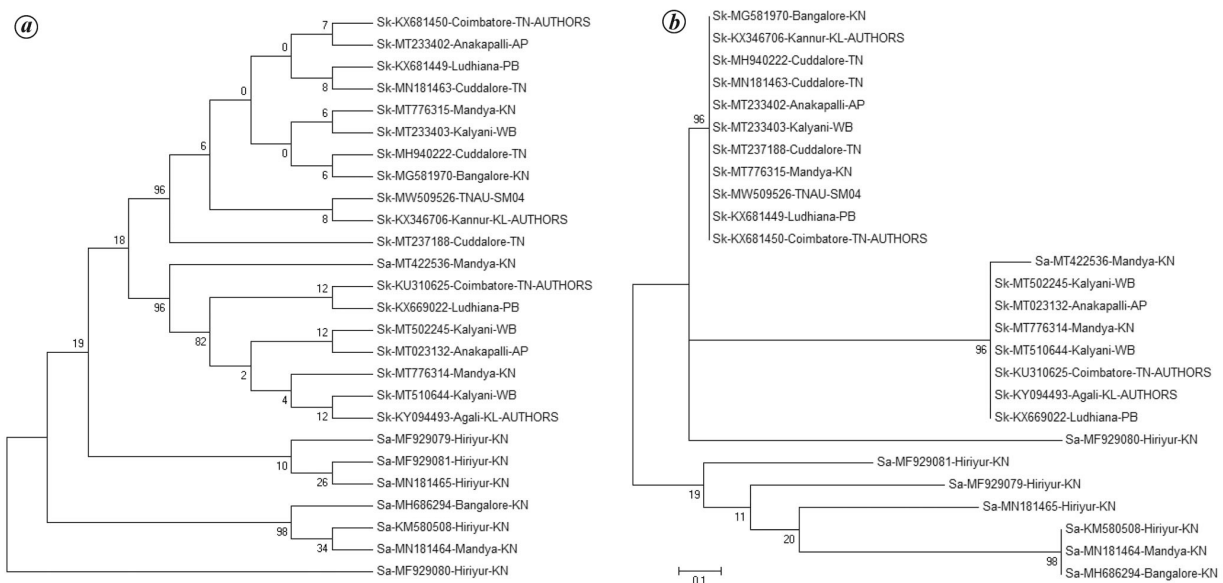 a
Sk-KX681450-Coimbatore-TN-AUTHORS
7
Sk-MT233402-Anakapalli-AP
0
Sk-KX681449-Ludhiana-PB
8
Sk-MN181463-Cuddalore-TN
0
Sk-MT776315-Mandya-KN
6
Sk-MT233403-Kalyani-WB
0
Sk-MH940222-Cuddalore-TN
6
Sk-MG581970-Bangalore-KN
6
Sk-MW509526-TNAU-SM04
8
Sk-KX346706-Kannur-KL-AUTHORS
96
Sk-MT237188-Cuddalore-TN
18
Sa-MT422536-Mandya-KN
96
Sk-KU310625-Coimbatore-TN-AUTHORS
12
Sk-KX669022-Ludhiana-PB
82
Sk-MT502245-Kalyani-WB
12
Sk-MT023132-Anakapalli-AP
2
Sk-MT776314-Mandya-KN
4
Sk-MT510644-Kalyani-WB
12
Sk-KY094493-Agali-KL-AUTHORS
19
Sa-MF929079-Hiriyur-KN
10
Sa-MF929081-Hiriyur-KN
26
Sa-MN181465-Hiriyur-KN
Sa-MH686294-Bangalore-KN
98
Sa-KM580508-Hiriyur-KN
34
Sa-MN181464-Mandya-KN
Sa-MF929080-Hiriyur-KN
b
Sk-MG581970-Bangalore-KN
Sk-KX346706-Kannur-KL-AUTHORS
Sk-MH940222-Cuddalore-TN
Sk-MN181463-Cuddalore-TN
Sk-MT233402-Anakapalli-AP
96
Sk-MT233403-Kalyani-WB
Sk-MT237188-Cuddalore-TN
Sk-MT776315-Mandya-KN
Sk-MW509526-TNAU-SM04
Sk-KX681449-Ludhiana-PB
Sk-KX681450-Coimbatore-TN-AUTHORS
Sa-MT422536-Mandya-KN
Sk-MT502245-Kalyani-WB
Sk-MT023132-Anakapalli-AP
Sk-MT776314-Mandya-KN
96
Sk-MT510644-Kalyani-WB
Sk-KU310625-Coimbatore-TN-AUTHORS
Sk-KY094493-Agali-KL-AUTHORS
Sk-KX669022-Ludhiana-PB
Sa-MF929080-Hiriyur-KN
Sa-MF929081-Hiriyur-KN
19
Sa-MF929079-Hiriyur-KN
11
Sa-MN181465-Hiriyur-KN
20
Sa-KM580508-Hiriyur-KN
Sa-MN181464-Mandya-KN
98
Sa-MH686294-Bangalore-KN
0.1